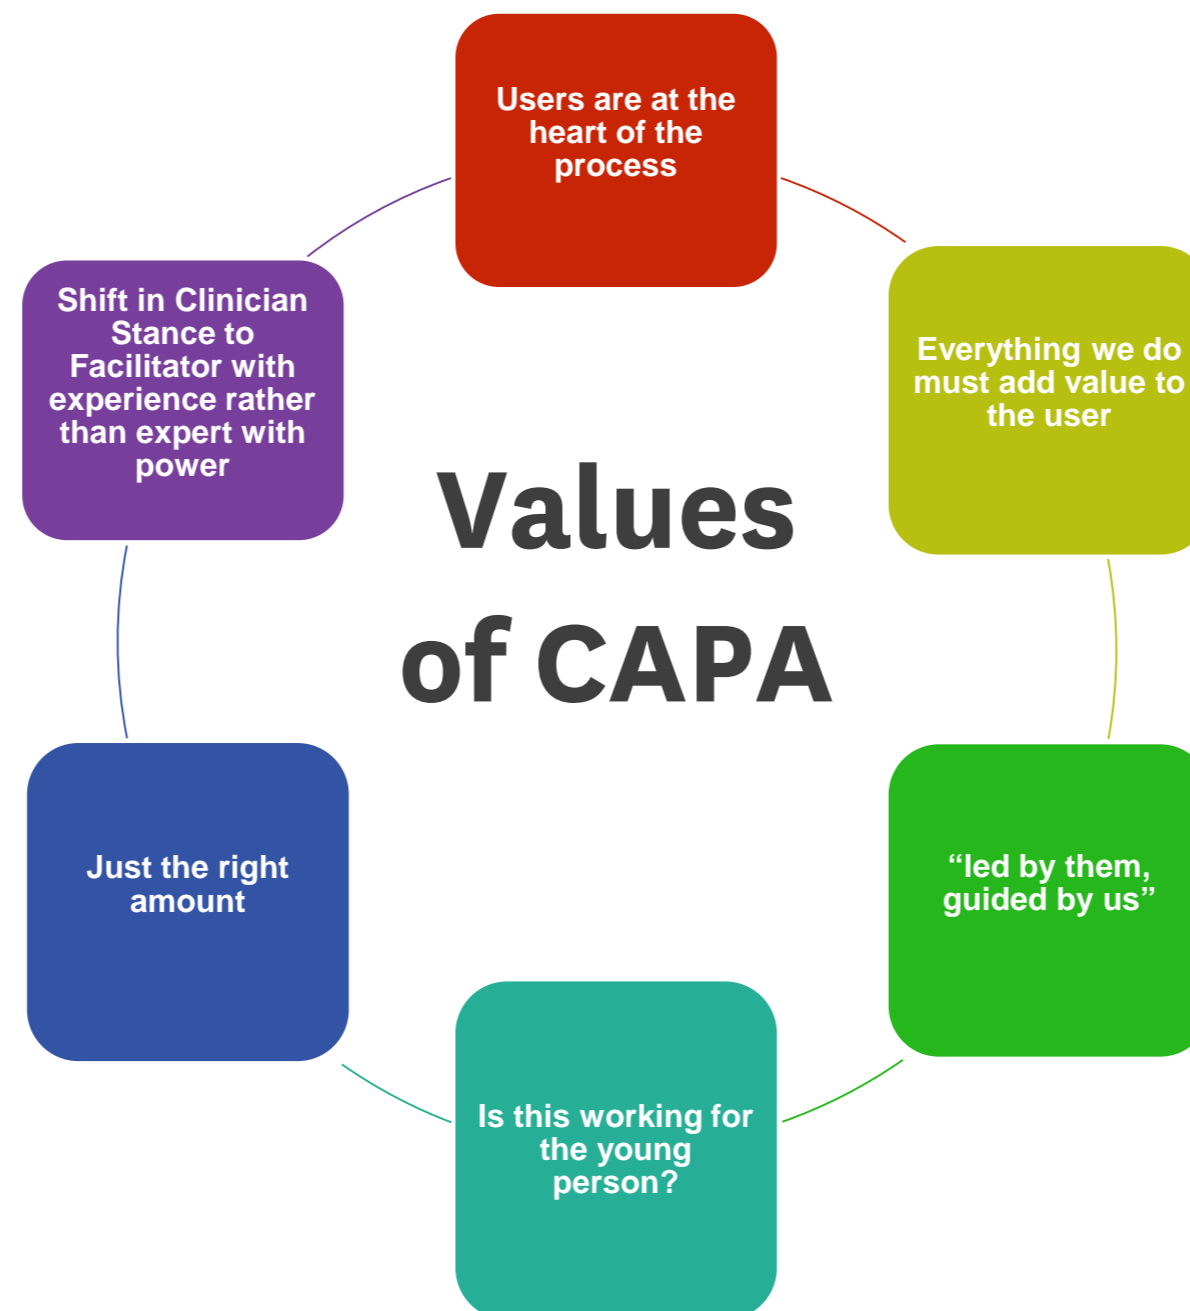 Users are at the
heart of the
process
Everything we do
must add value to
the user
“led by them,
guided by us”
Is this working for
the young
person?
Just the right
amount
Shift in Clinician
Stance to
Facilitator with
experience rather
than expert with
power
Values
of CAPA